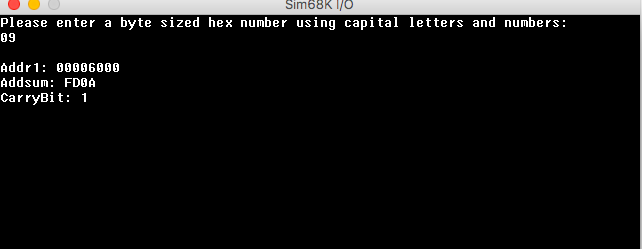 Sim68K I/O
Please enter a byte sized hex number using capital letters and numbers:
09
Addr1: 00006000
Addsum: FD0A
CarryBit: 1